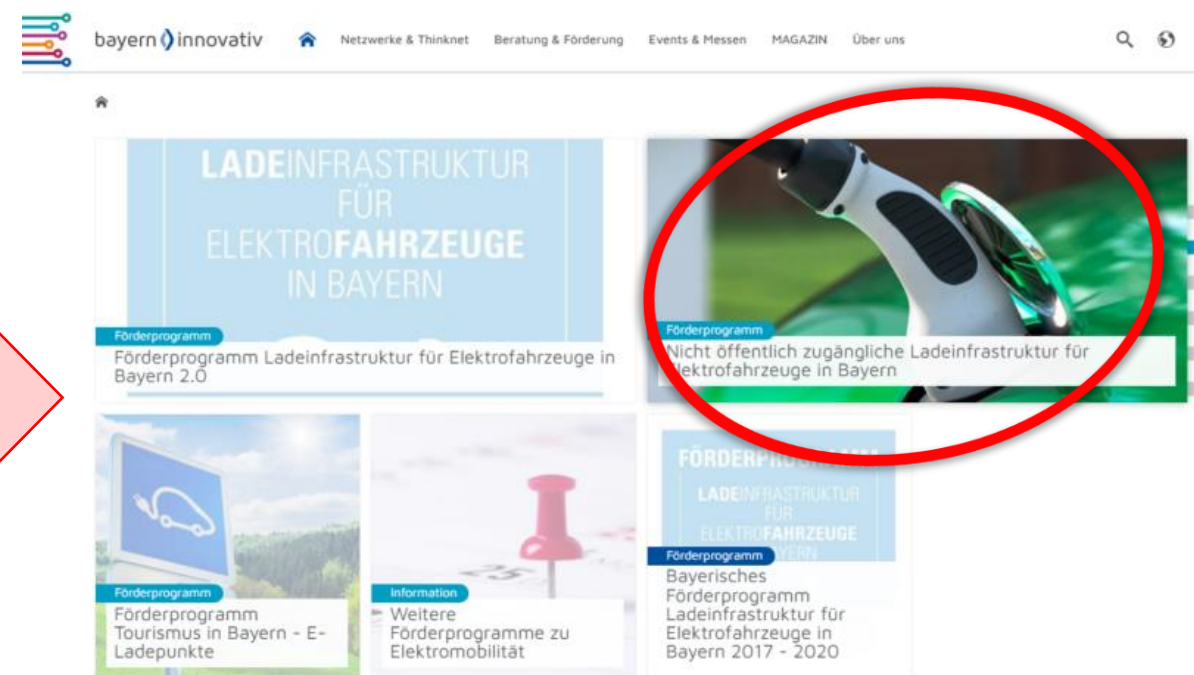 bayern innovativ
Netzwerke & Thinknet
Beratung & Förderung
Events & Messen
MAGAZIN
Über uns
LADEINFRASTRUKTUR
FÜR
ELEKTROFAHRZEUGE
IN BAYERN
Förderprogramm
Förderprogramm Ladeinfrastruktur für Elektrofahrzeuge in
Bayern 2.0
Förderprogramm
Nicht öffentlich zugängliche Ladeinfrastruktur für
Elektrofahrzeuge in Bayern
Förderprogramm
Förderprogramm
Tourismus in Bayern - E-
Ladepunkte
25
Information
Weitere
Förderprogramme zu
Elektromobilität
FÖRDERPROGRAMM
LADEINFRASTRUKTUR
FÜR
ELEKTROFAHRZEUGE
BAYERN
Förderprogramm
Bayerisches
Förderprogramm
Ladeinfrastruktur für
Elektrofahrzeuge in
Bayern 2017 - 2020